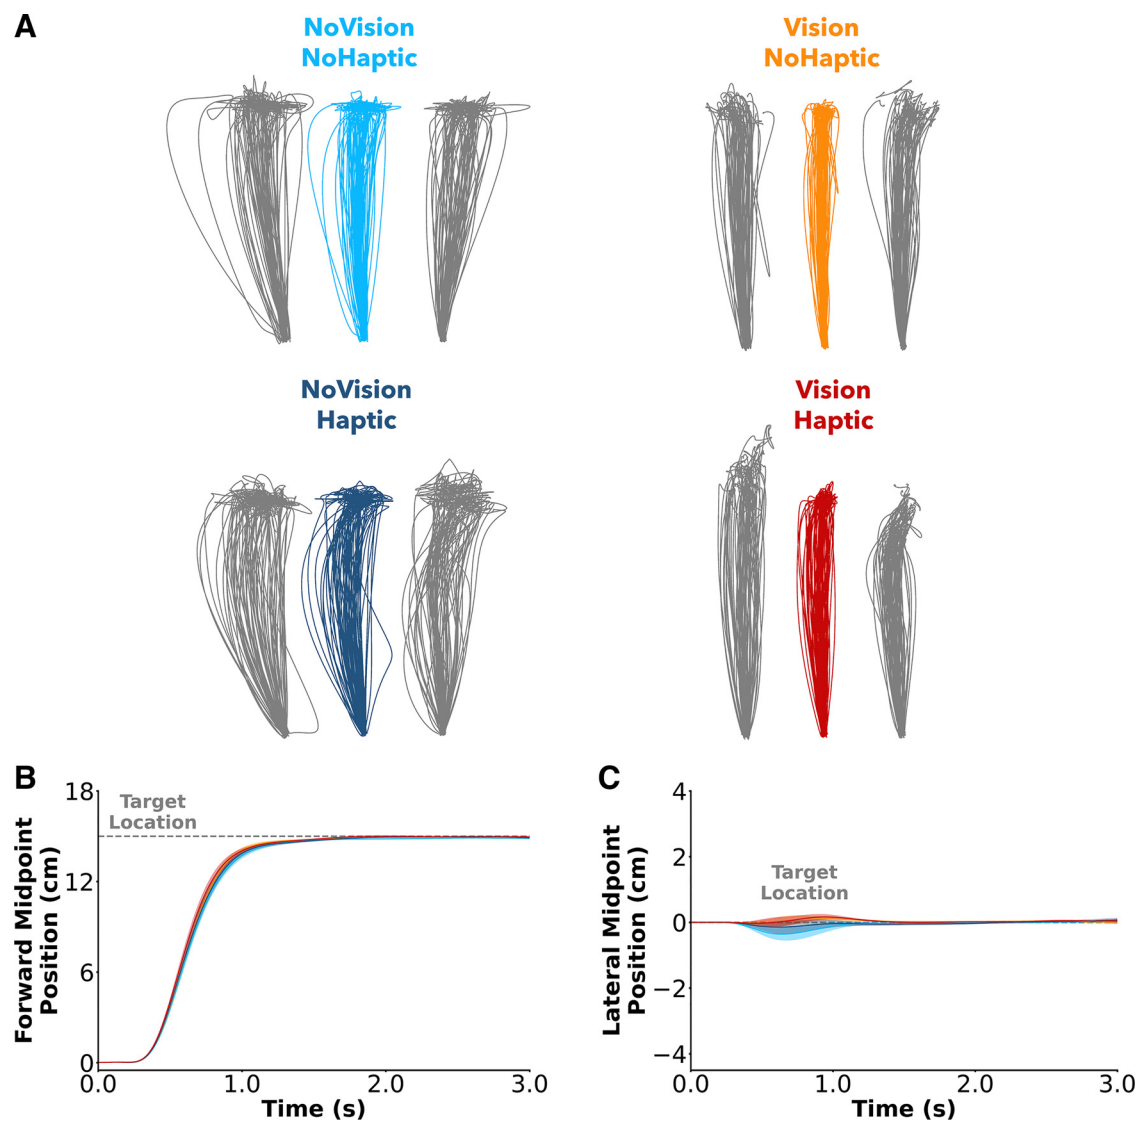 A
NoVision
NoHaptic
Vision
NoHaptic
NoVision
Haptic
Vision
Haptic
B
18
12
6
0
Target
Location
Forward Midpoint
Position (cm)
0.0
1.0
2.0
3.0
Time (s)
C
4
2
0
−2
−4
Target
Location
Lateral Midpoint
Position (cm)
0.0
1.0
2.0
3.0
Time (s)